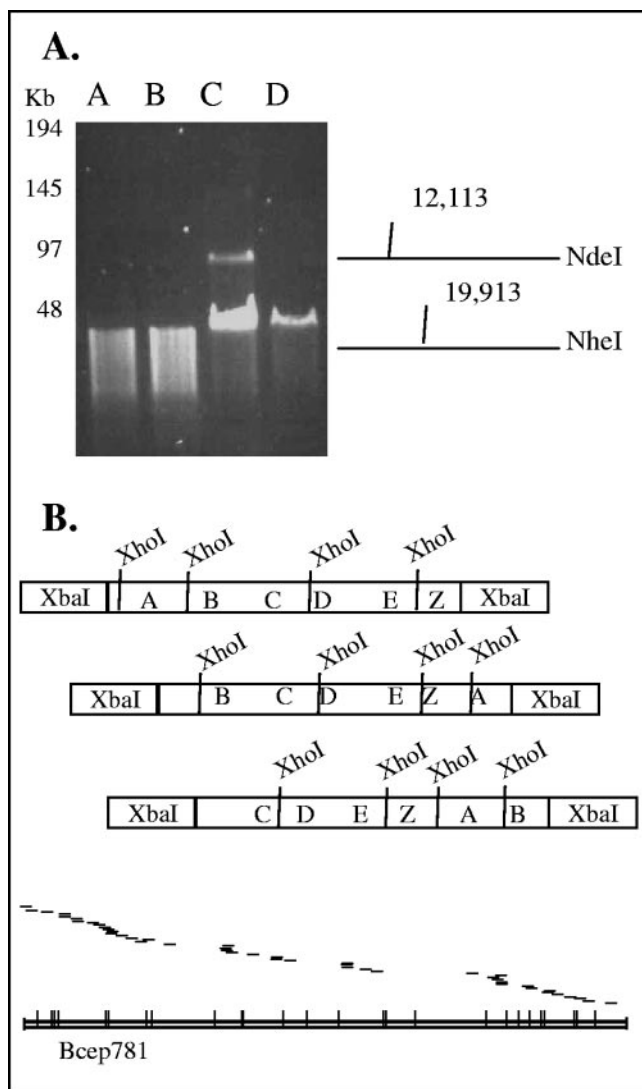 A.
Kb A B C D
194
145
97
48
12,113
NdeI
19,913
NheI
B.
XhoI XhoI XhoI XhoI
XbaI A B C D E Z XbaI
XhoI XhoI XhoI XhoI
XbaI B C D E Z A XbaI
XhoI XhoI XhoI XhoI
XbaI C D E Z A B XbaI
Bcep781